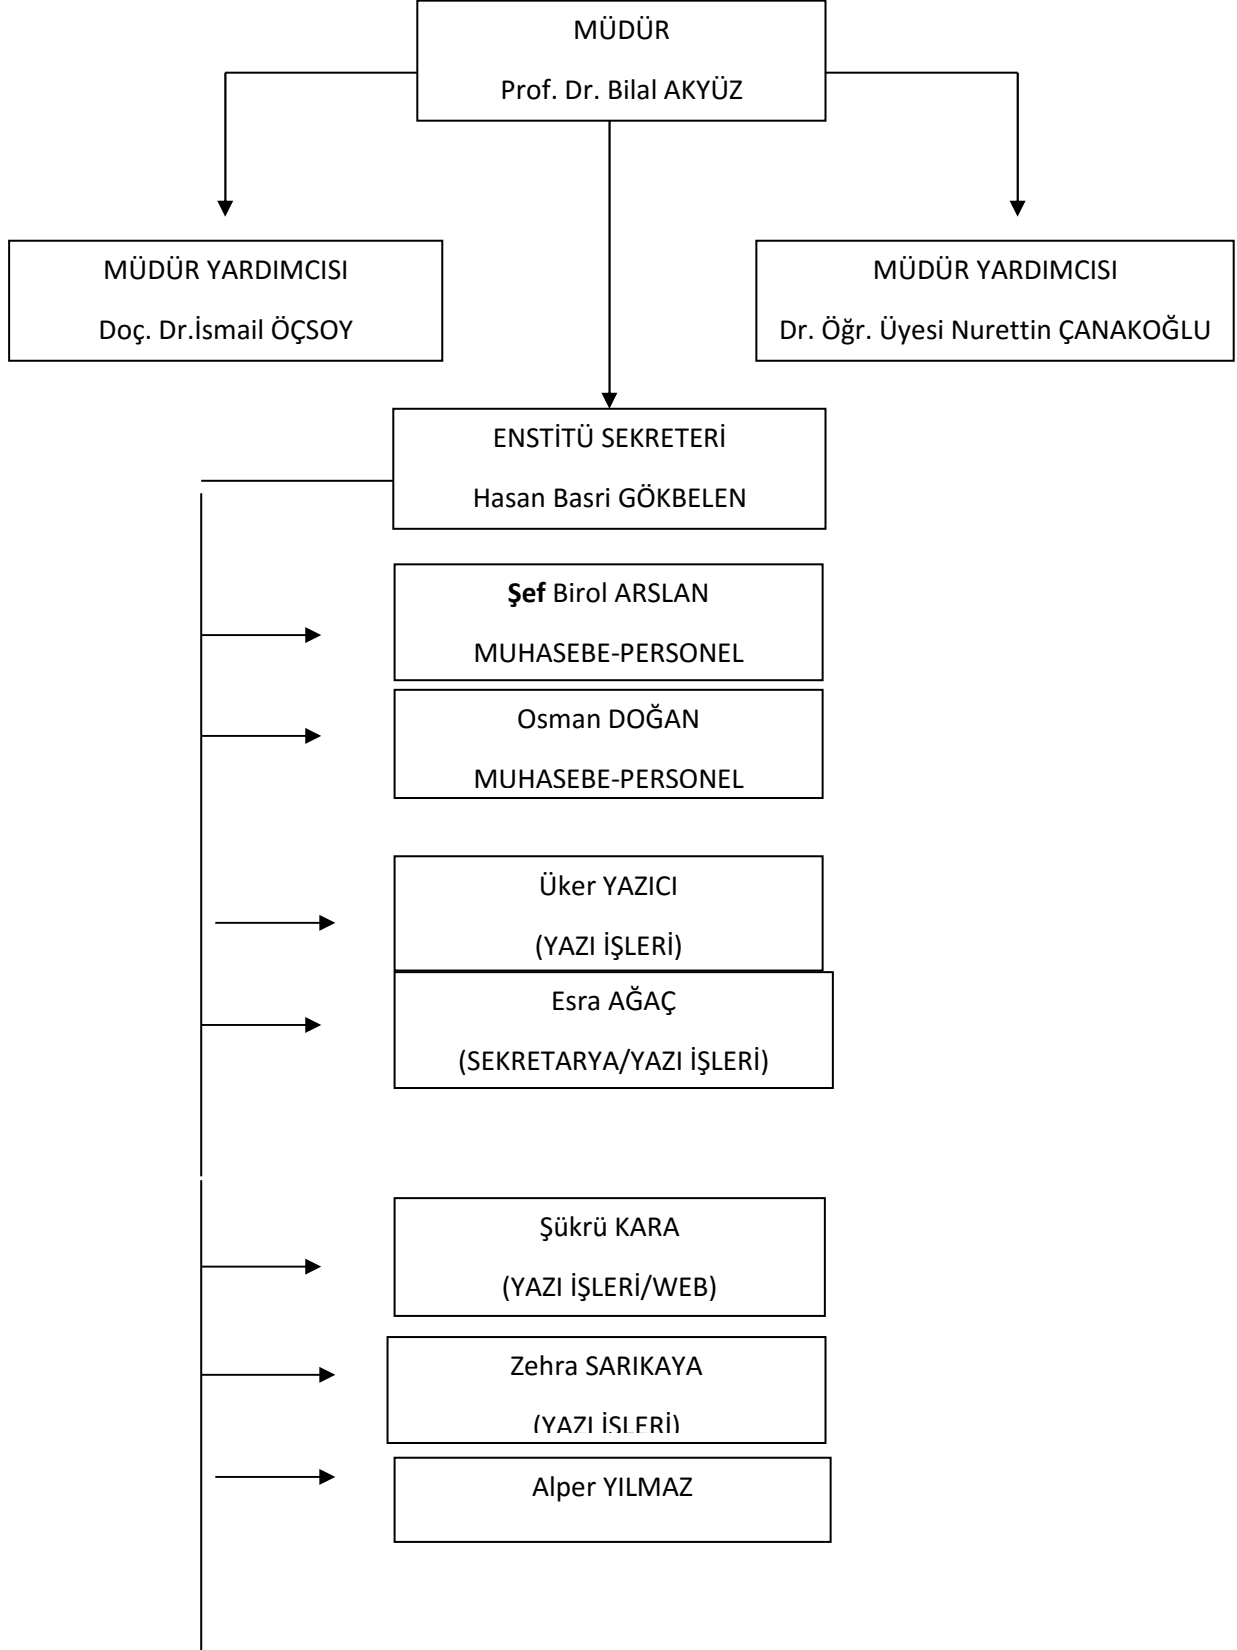 MÜDÜR
Prof. Dr. Bilal AKYÜZ
MÜDÜR YARDIMCISI
Doç. Dr.İsmail ÖÇSOY
MÜDÜR YARDIMCISI
Dr. Öğr. Üyesi Nurettin ÇANAKOĞLU
ENSTİTÜ SEKRETERİ
Hasan Basri GÖKBELEN
Şef Birol ARSLAN
MUHASEBE-PERSONEL
Osman DOĞAN
MUHASEBE-PERSONEL
Üker YAZICI
(YAZI İŞLERİ)
Esra AĞAÇ
(SEKRETARYA/YAZI İŞLERİ)
Şükrü KARA
(YAZI İŞLERİ/WEB)
Zehra SARIKAYA
(YAZI İŞLERİ)
Alper YILMAZ